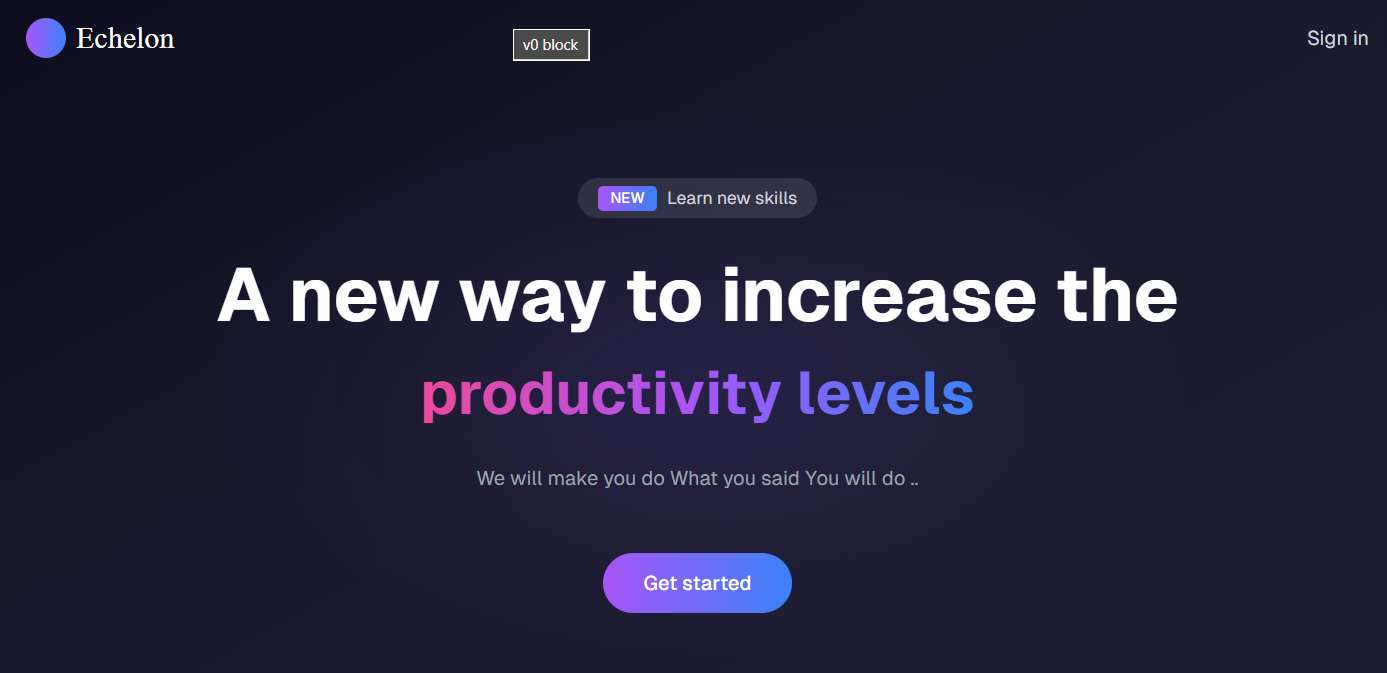 Echelon
v0 block
Sign in
NEW Learn new skills
A new way to increase the
productivity levels
We will make you do What you said You will do ..
Get started